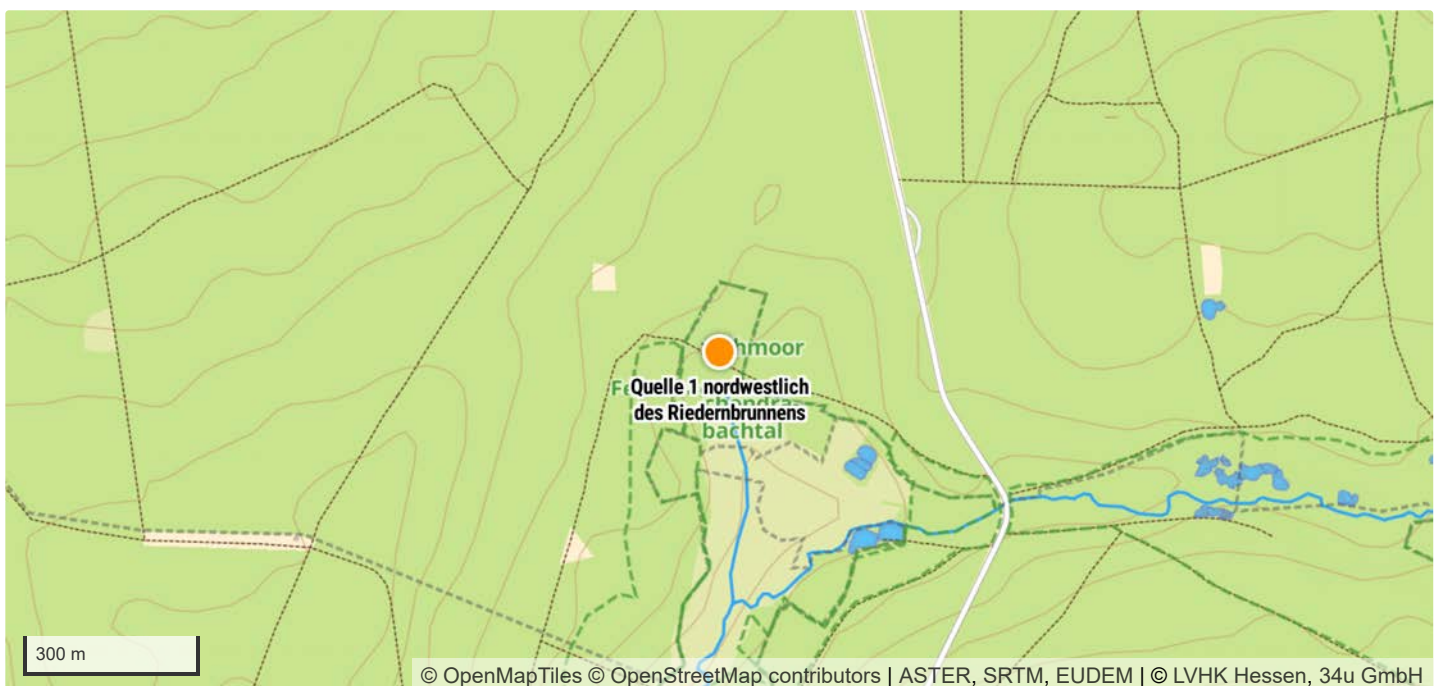 hmoor
Quelle 1 nordwestlich
des Riedernbrunnens
bachtal
300 m
© OpenMapTiles © OpenStreetMap contributors | ASTER, SRTM, EUDEM | © LVHK Hessen, 34u GmbH